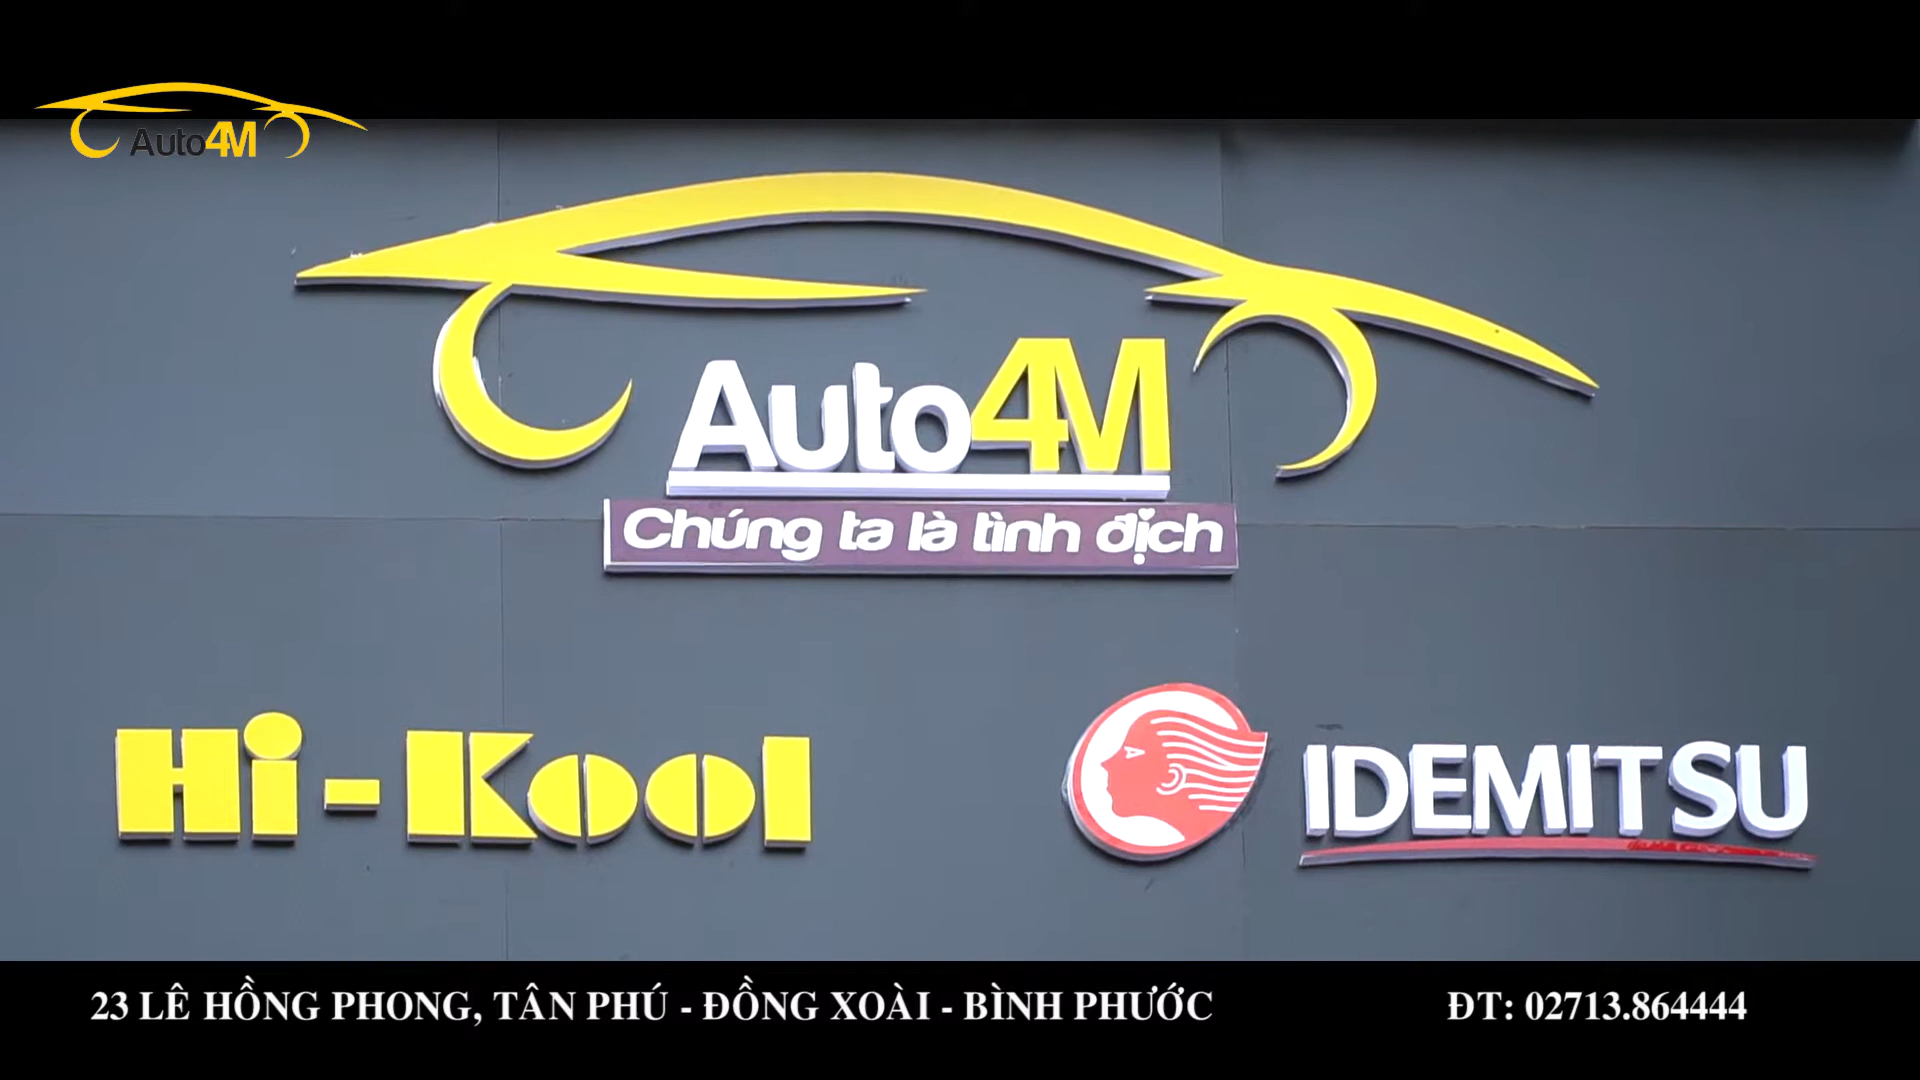 Auto4M
Auto4M
Chúng ta là tình địch
Hi-Kool
IDEMITSU
23 LÊ HỒNG PHONG, TÂN PHÚ - ĐỒNG XOÀI - BÌNH PHƯỚC
ĐT: 02713.864444